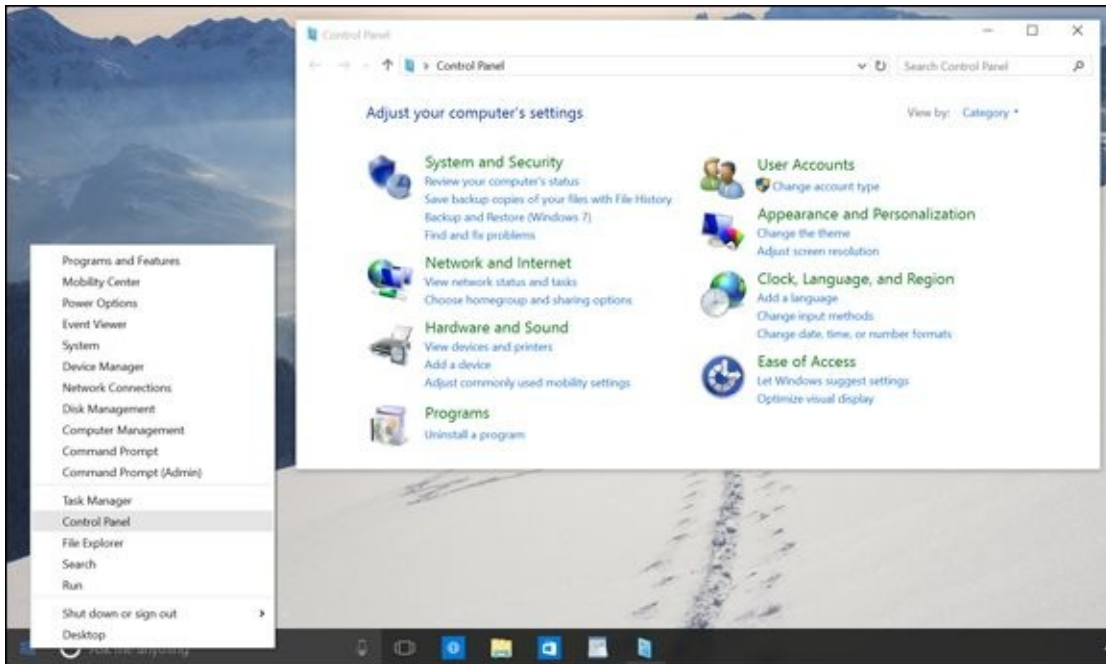 Control Panel
Control Panel
Search Control Panel
Adjust your computer's settings
View by: Category
System and Security
Review your computer's status
Save backup copies of your files with File History
Backup and Restore (Windows 7)
Find and fix problems
Network and Internet
View network status and tasks
Choose homegroup and sharing options
Hardware and Sound
View devices and printers
Add a device
Adjust commonly used mobility settings
Programs
Uninstall a program
User Accounts
Change account type
Appearance and Personalization
Change the theme
Adjust screen resolution
Clock, Language, and Region
Add a language
Change input methods
Change date, time, or number formats
Ease of Access
Let Windows suggest settings
Optimize visual display
Programs and Features
Mobility Center
Power Options
Event Viewer
System
Device Manager
Network Connections
Disk Management
Computer Management
Command Prompt
Command Prompt (Admin)
Task Manager
Control Panel
File Explorer
Search
Run
Shut down or sign out
Desktop
Ask me anything